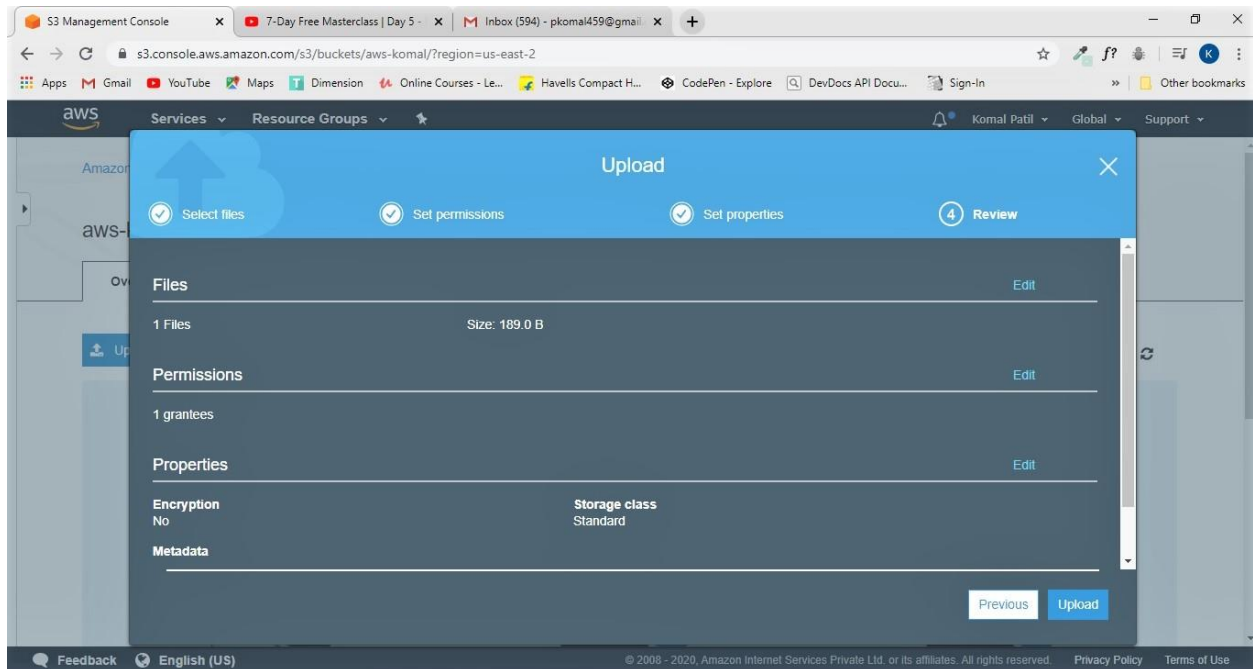 S3 Management Console
7-Day Free Masterclass | Day 5 -
Inbox (594) - pkomal459@gmail.
s3.console.aws.amazon.com/s3/buckets/aws-komal/?region=us-east-2
f?
K
Apps
Gmail
YouTube
Maps
Dimension
Online Courses - Le...
Havells Compact H...
CodePen - Explore
DevDocs API Docu...
Sign-In
»
Other bookmarks
aws
Services
Resource Groups
Komal Patil
Global
Support
Amazon
Upload
Select files
Set permissions
Set properties
4 Review
aws-
Ov
Up
Files
Edit
1 Files
Size: 189.0 B
Permissions
Edit
1 grantees
Properties
Edit
Encryption
No
Storage class
Standard
Metadata
Previous
Upload
Feedback
English (US)
© 2008 - 2020, Amazon Internet Services Private Ltd. or its affiliates. All rights reserved.
Privacy Policy
Terms of Use